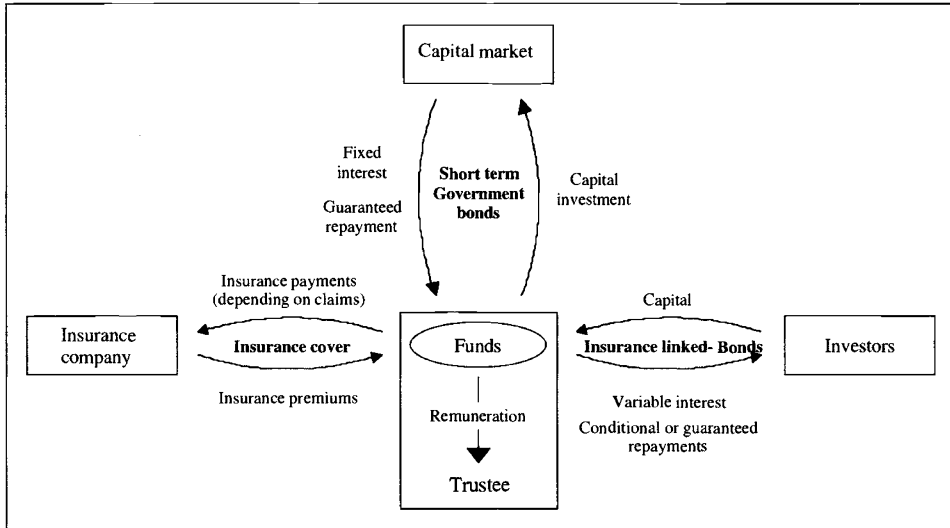 Capital market
Fixed
interest
Guaranteed
repayment
Short term
Government
bonds
Capital
investment
Insurance payments
(depending on claims)
Insurance
company
Insurance cover
Insurance premiums
Funds
Remuneration
Trustee
Capital
Insurance linked- Bonds
Investors
Variable interest
Conditional or guaranteed
repayments